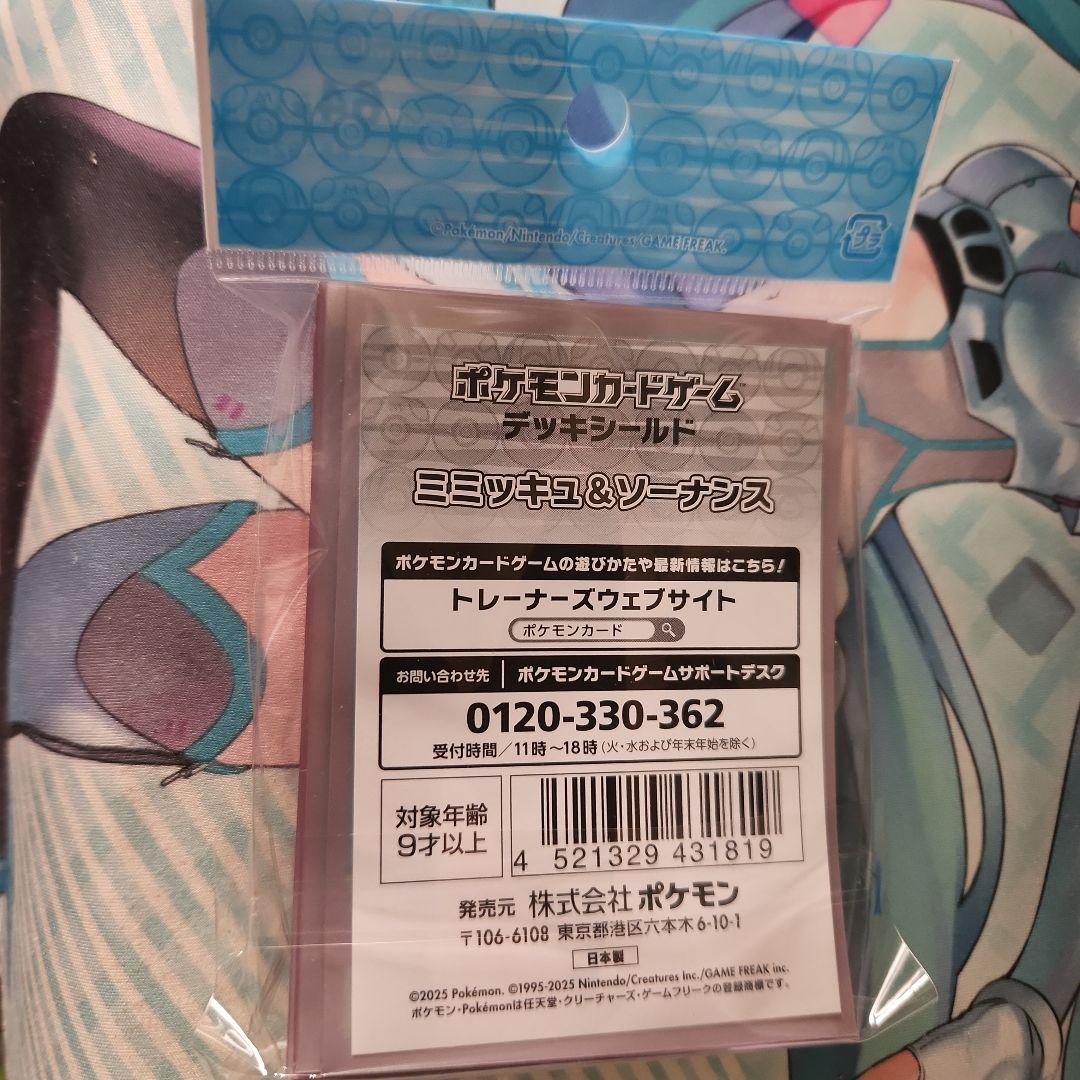 ©Pokémon/Nintendo/Creatures/GAME FREAK.
プラ
ポケモンカードゲーム
デッキシールド
ミミッキュ&ソーナンス
ポケモンカードゲームの遊びかたや最新情報はこちら!
トレーナーズウェブサイト
ポケモンカード
お問い合わせ先 ポケモンカードゲームサポートデスク
0120-330-362
受付時間/11時~18時(火・水および年末年始を除く)
対象年齢
9才以上
4 521329 431819
発売元 株式会社 ポケモン
〒106-6108 東京都港区六本木6-10-1
日本製
©2025 Pokémon. ©1995-2025 Nintendo/Creatures Inc./GAME FREAK inc.
ポケモン・Pokémonは任天堂・クリーチャーズ・ゲームフリークの登録商標です。